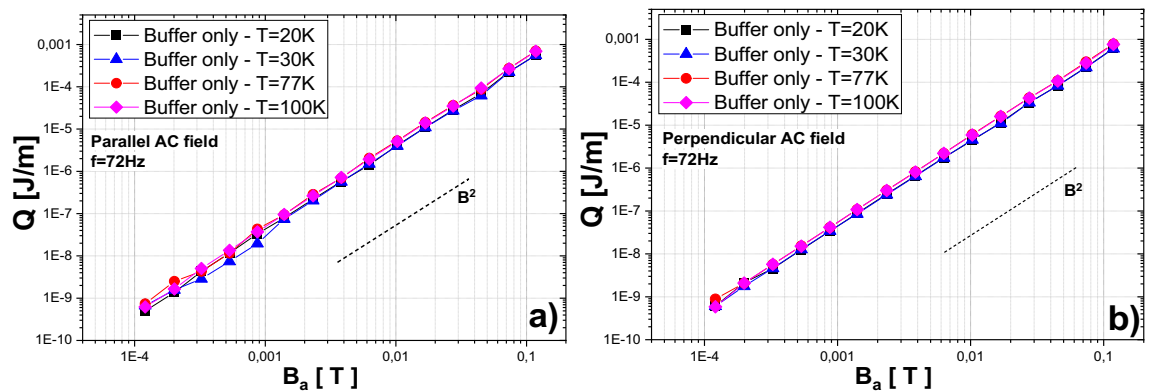 Buffer only - T=20K
Buffer only - T=30K
Buffer only - T=77K
Buffer only - T=100K
Parallel AC field
f=72Hz
B²
a)
Q [J/m]
0,001
1E-4
1E-5
1E-6
1E-7
1E-8
1E-9
1E-10
1E-4
0,001
0,01
0,1
Bₐ [ T ]
Buffer only - T=20K
Buffer only - T=30K
Buffer only - T=77K
Buffer only - T=100K
Perpendicular AC field
f=72Hz
B²
b)
Q [J/m]
0,001
1E-4
1E-5
1E-6
1E-7
1E-8
1E-9
1E-10
1E-4
0,001
0,01
0,1
Bₐ [ T ]